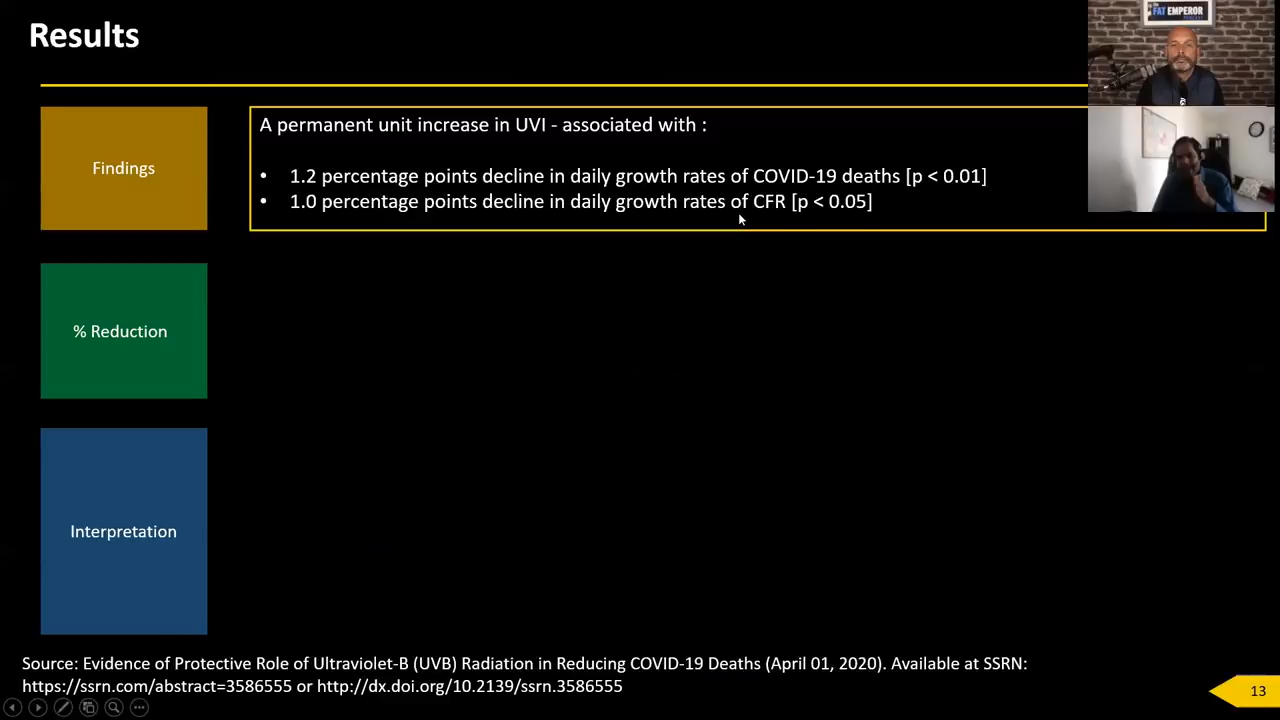 Results
the
FAT EMPEROR
PODCAST
Findings
A permanent unit increase in UVI - associated with :
• 1.2 percentage points decline in daily growth rates of COVID-19 deaths [p < 0.01]
• 1.0 percentage points decline in daily growth rates of CFR [p < 0.05]
% Reduction
Interpretation
Source: Evidence of Protective Role of Ultraviolet-B (UVB) Radiation in Reducing COVID-19 Deaths (April 01, 2020). Available at SSRN:
https://ssrn.com/abstract=3586555 or http://dx.doi.org/10.2139/ssrn.3586555
13